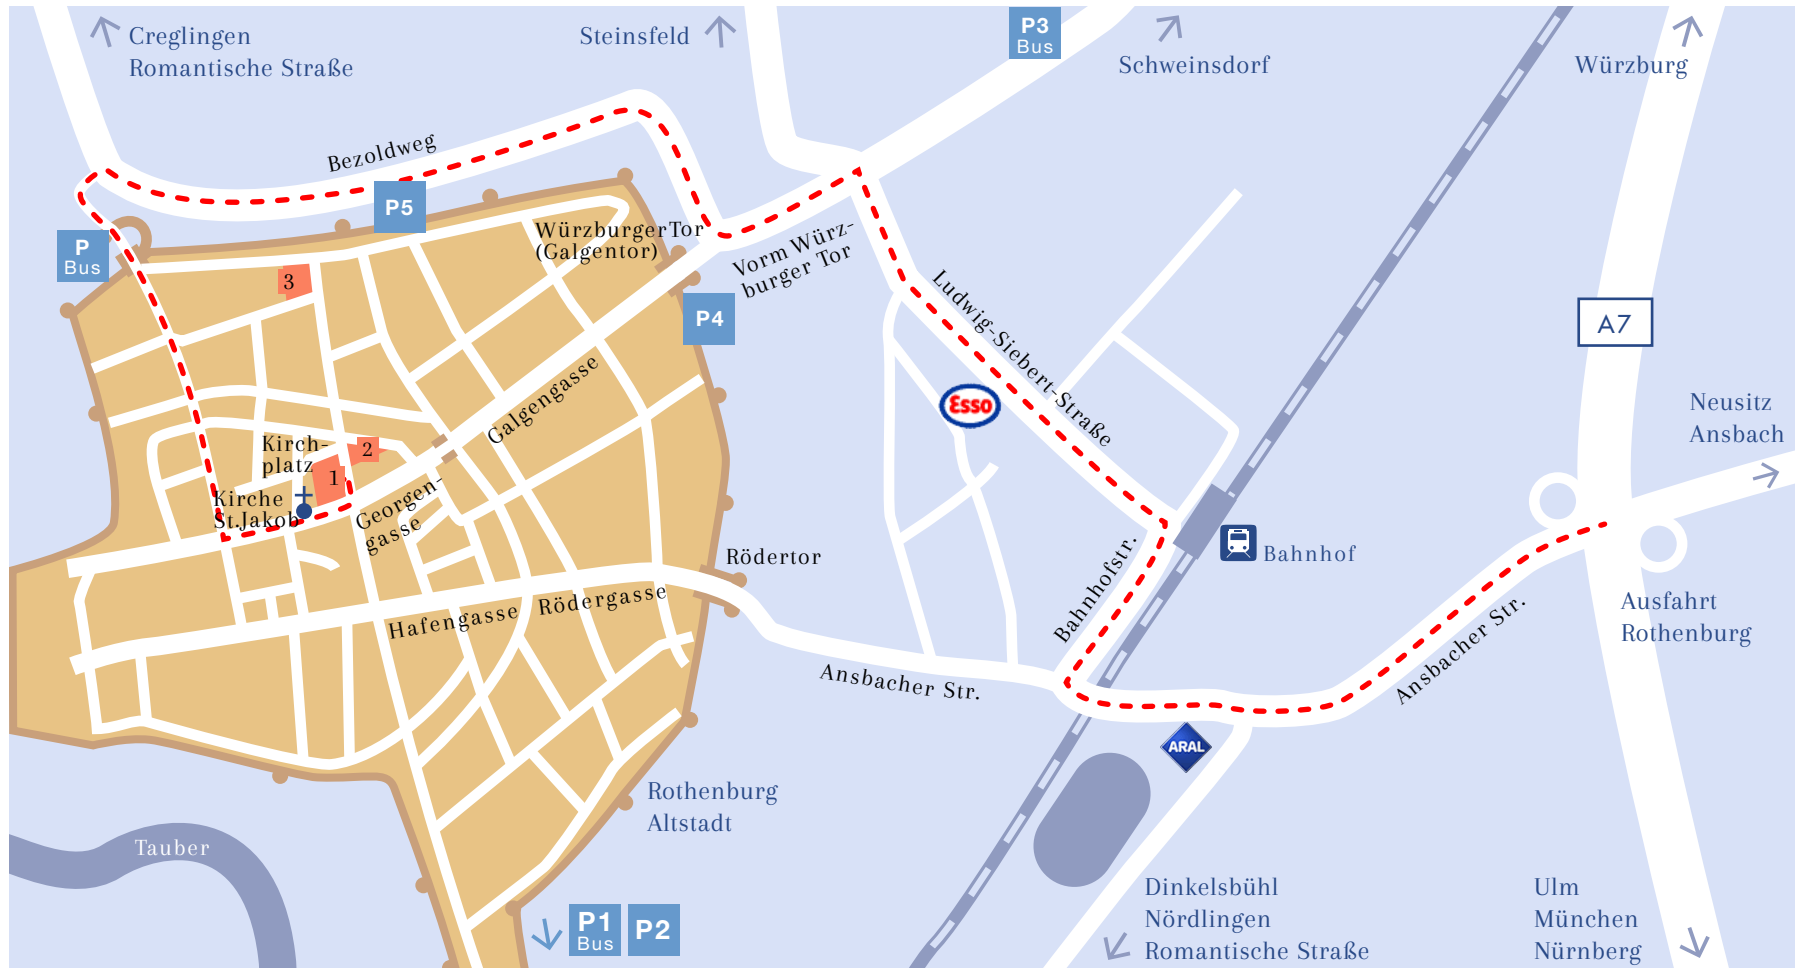 Creglingen
Romantische Straße
Steinsfeld
P3
Bus
Schweinsdorf
Würzburg
Bezoldweg
P5
P
Bus
Würzburger Tor
(Galgentor)
Vorm Würz-
burger Tor
3
P4
Ludwig-Siebert-Straße
A7
Esso
Galgengasse
Neusitz
Ansbach
Kirch-
platz
2
1
Kirche
St.Jakob
Georgen-
gasse
Rödertor
Bahnhofstr.
Bahnhof
Hafengasse
Rödergasse
Ausfahrt
Rothenburg
Ansbacher Str.
Ansbacher Str.
ARAL
Rothenburg
Altstadt
Tauber
P1
Bus
P2
Dinkelsbühl
Nördlingen
Romantische Straße
Ulm
München
Nürnberg